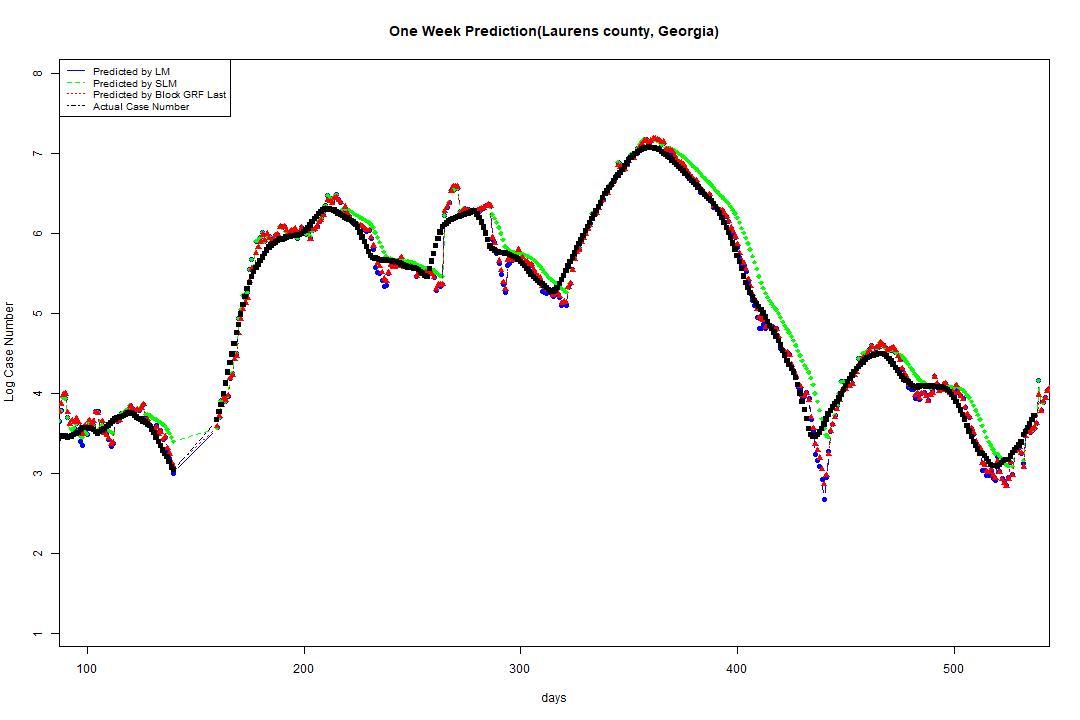 One Week Prediction(Laurens county, Georgia)
Predicted by LM
Predicted by SLM
Predicted by Block GRF Last
Actual Case Number
8
7
6
5
4
3
2
1
Log Case Number
100 200 300 400 500
days